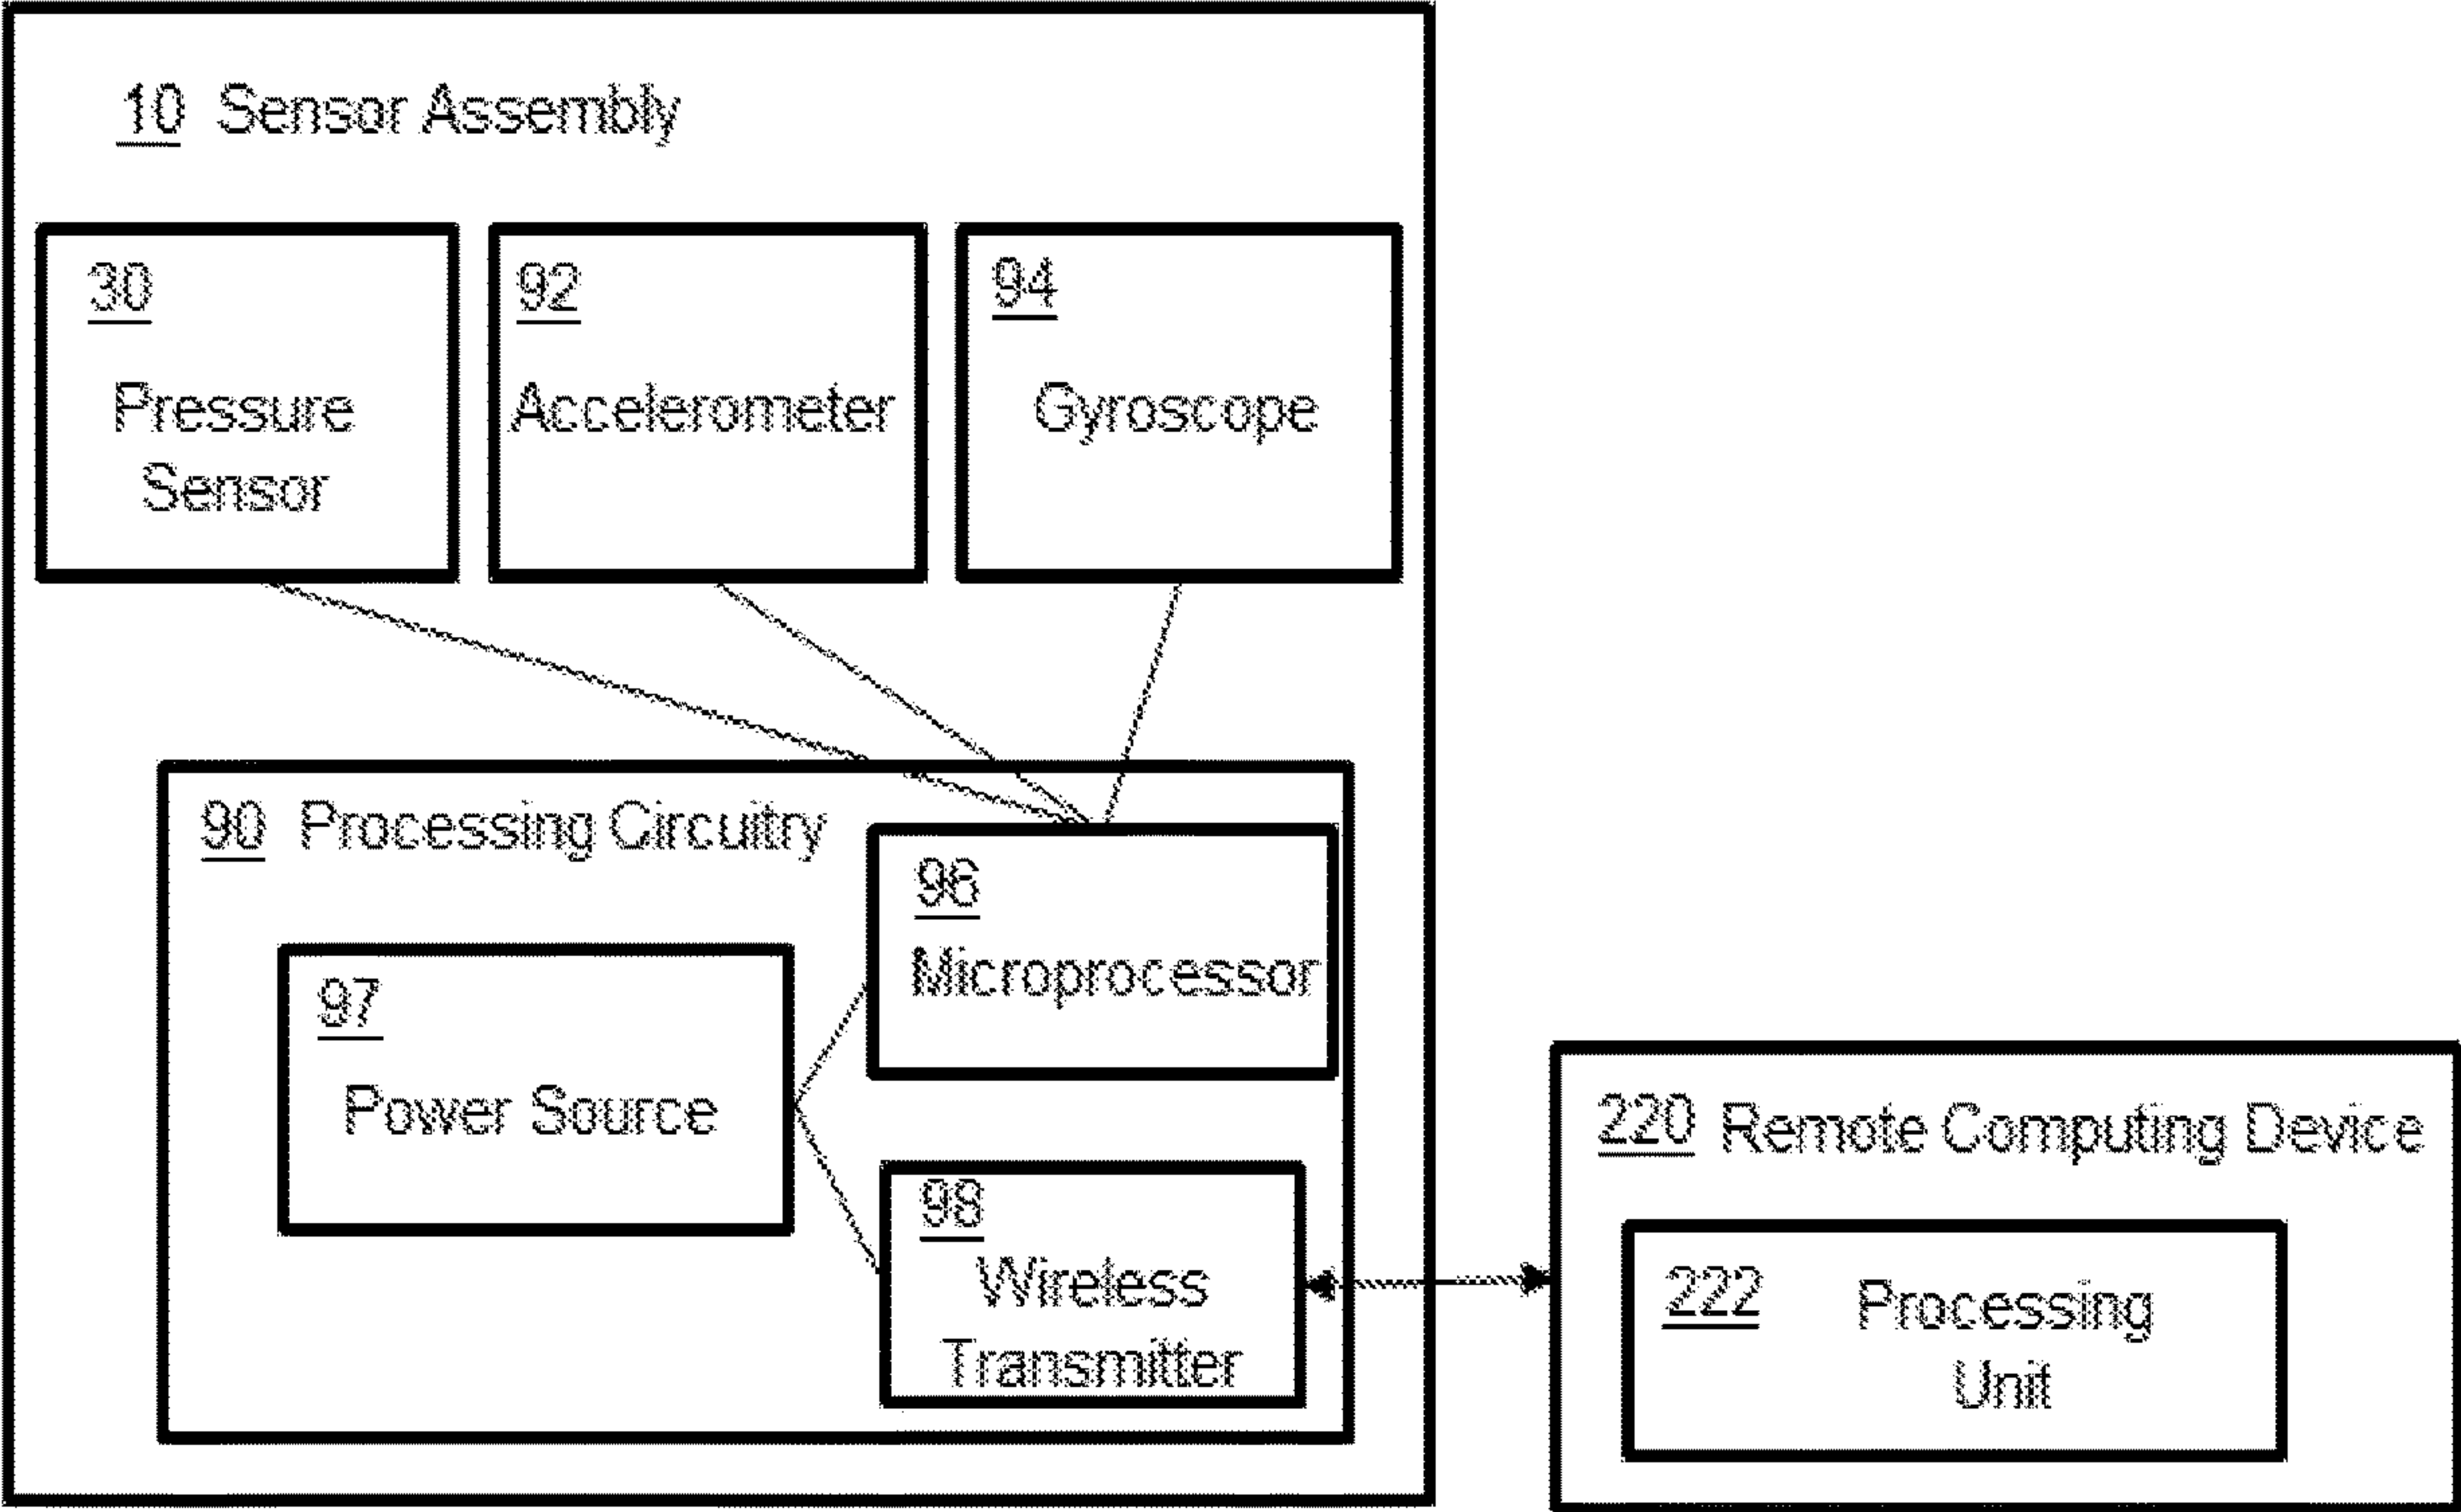 10 Sensor Assembly
30
Pressure
Sensor
92
Accelerometer
94
Gyroscope
90 Processing Circuitry
96
Microprocessor
97
Power Source
98
Wireless
Transmitter
220 Remote Computing Device
222 Processing
Unit